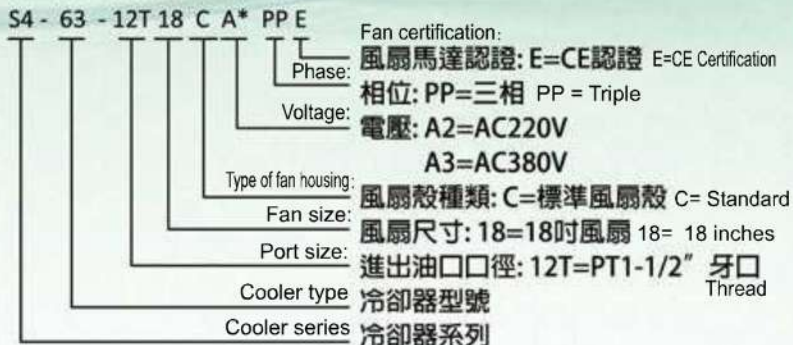 S4 - 63 - 12T 18 C A* PP E
Fan certification:
風扇馬達認證: E=CE認證 E=CE Certification
Phase:
相位: PP=三相 PP = Triple
Voltage:
電壓: A2=AC220V
A3=AC380V
Type of fan housing:
風扇殼種類: C=標準風扇殼 C= Standard
Fan size:
風扇尺寸: 18=18吋風扇 18= 18 inches
Port size:
進出油口口徑: 12T=PT1-1/2" 牙口
Thread
Cooler type 冷卻器型號
Cooler series 冷卻器系列